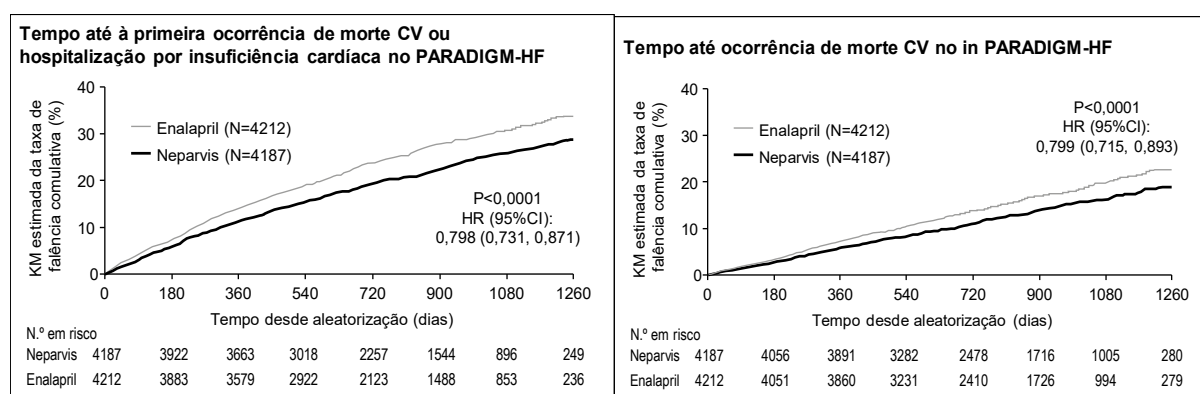 Tempo até à primeira ocorrência de morte CV ou
hospitalização por insuficiência cardíaca no PARADIGM-HF
KM estimada da taxa de
falência comulativa (%)
40
30
20
10
0
Enalapril (N=4212)
Neparvis (N=4187)
P<0,0001
HR (95%CI):
0,798 (0,731, 0,871)
0 180 360 540 720 900 1080 1260
Tempo desde aleatorização (dias)
N.º em risco
Neparvis 4187 3922 3663 3018 2257 1544 896 249
Enalapril 4212 3883 3579 2922 2123 1488 853 236
Tempo até ocorrência de morte CV no in PARADIGM-HF
KM estimada da taxa de
falência comulativa (%)
40
30
20
10
0
Enalapril (N=4212)
Neparvis (N=4187)
P<0,0001
HR (95%CI):
0,799 (0,715, 0,893)
0 180 360 540 720 900 1080 1260
Tempo desde aleatorização (dias)
N.º em risco
Neparvis 4187 4056 3891 3282 2478 1716 1005 280
Enalapril 4212 4051 3860 3231 2410 1726 994 279